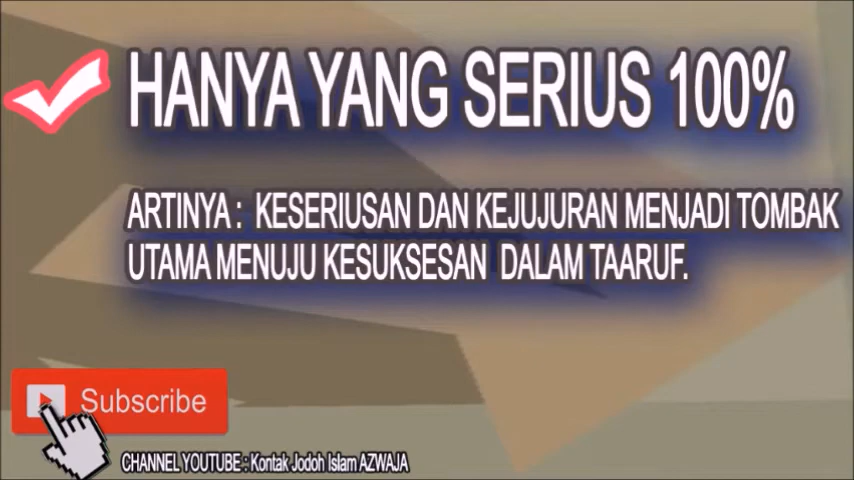 HANYA YANG SERIUS 100%
ARTINYA : KESERIUSAN DAN KEJUJURAN MENJADI TOMBAK
UTAMA MENUJU KESUKSESAN DALAM TAARUF.
Subscribe
CHANNEL YOUTUBE : Kontak Jodoh Islam AZWAJA